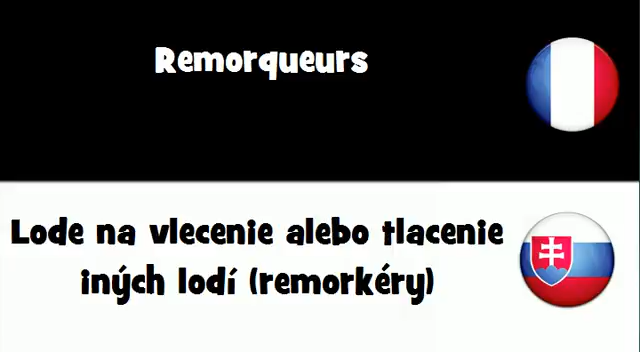 Remorqueurs
Lode na vlecenie alebo tlacenie
iných lodí (remorkéry)